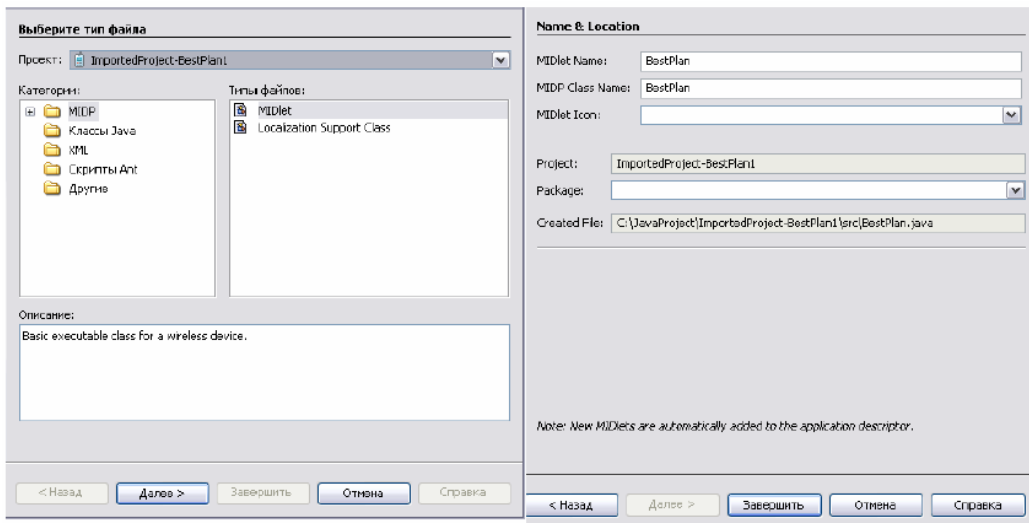 Выберите тип файла
Проект: ImportedProject-BestPlan1
Категории:
MIDP
Классы Java
XML
Скрипты Ant
Другие
Типы файлов:
MIDlet
Localization Support Class
Описание:
Basic executable class for a wireless device.
< Назад
Далее >
Завершить
Отмена
Справка
Name & Location
MIDlet Name: BestPlan
MIDP Class Name: BestPlan
MIDlet Icon:
Project: ImportedProject-BestPlan1
Package:
Created File: C:\JavaProject\ImportedProject-BestPlan1\src\BestPlan.java
Note: New MIDlets are automatically added to the application descriptor.
< Назад
Далее >
Завершить
Отмена
Справка